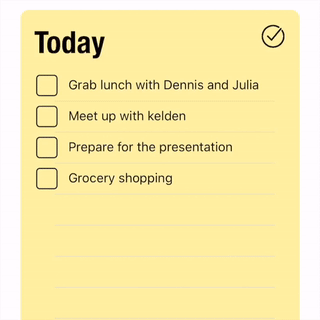 Today
Grab lunch with Dennis and Julia
Meet up with kelden
Prepare for the presentation
Grocery shopping